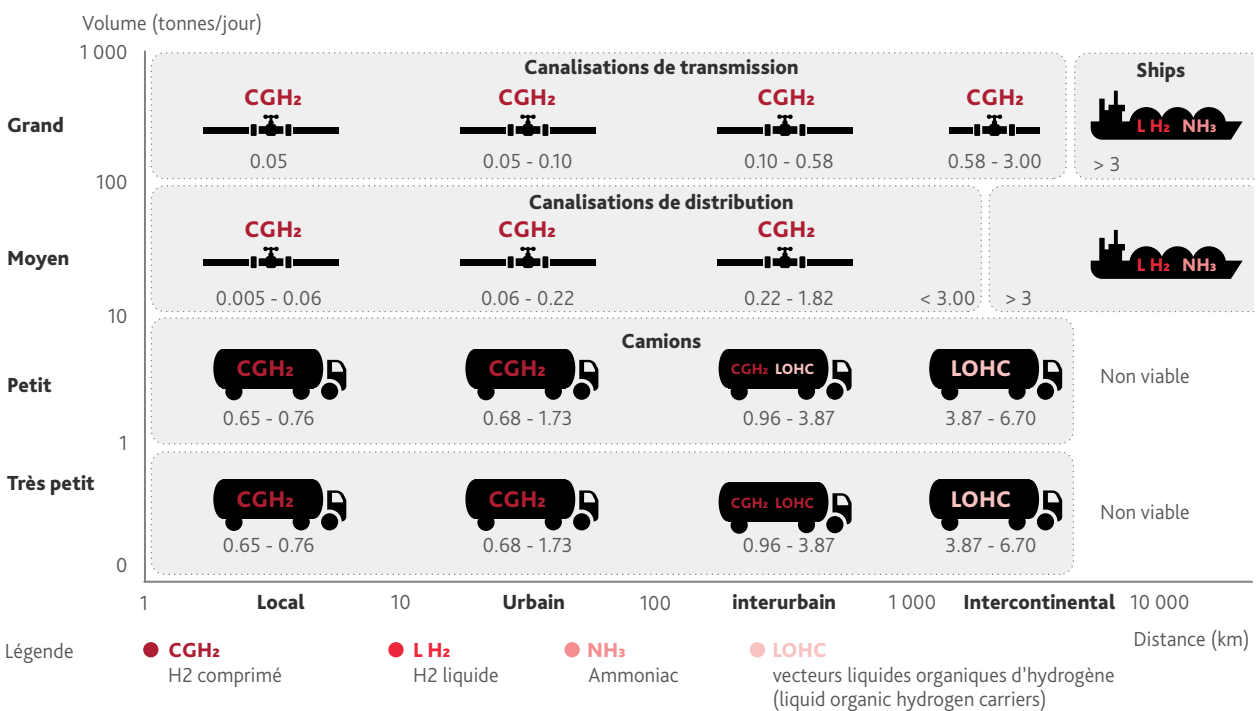 Volume (tonnes/jour)
1 000
Canalisations de transmission
Ships
CGH₂ CGH₂ CGH₂ CGH₂
Grand
L H₂ NH₃
0.05 0.05 - 0.10 0.10 - 0.58 0.58 - 3.00 > 3
100
Canalisations de distribution
CGH₂ CGH₂ CGH₂
Moyen
L H₂ NH₃
0.005 - 0.06 0.06 - 0.22 0.22 - 1.82 < 3.00 > 3
10
Camions
CGH₂ CGH₂ CGH₂ LOHC LOHC
Petit
Non viable
0.65 - 0.76 0.68 - 1.73 0.96 - 3.87 3.87 - 6.70
1
Très petit
CGH₂ CGH₂ CGH₂ LOHC LOHC
Non viable
0.65 - 0.76 0.68 - 1.73 0.96 - 3.87 3.87 - 6.70
0
1 Local 10 Urbain 100 interurbain 1 000 Intercontinental 10 000
Distance (km)
Légende
CGH₂ L H₂ NH₃ LOHC
H2 comprimé H2 liquide Ammoniac vecteurs liquides organiques d'hydrogène
(liquid organic hydrogen carriers)